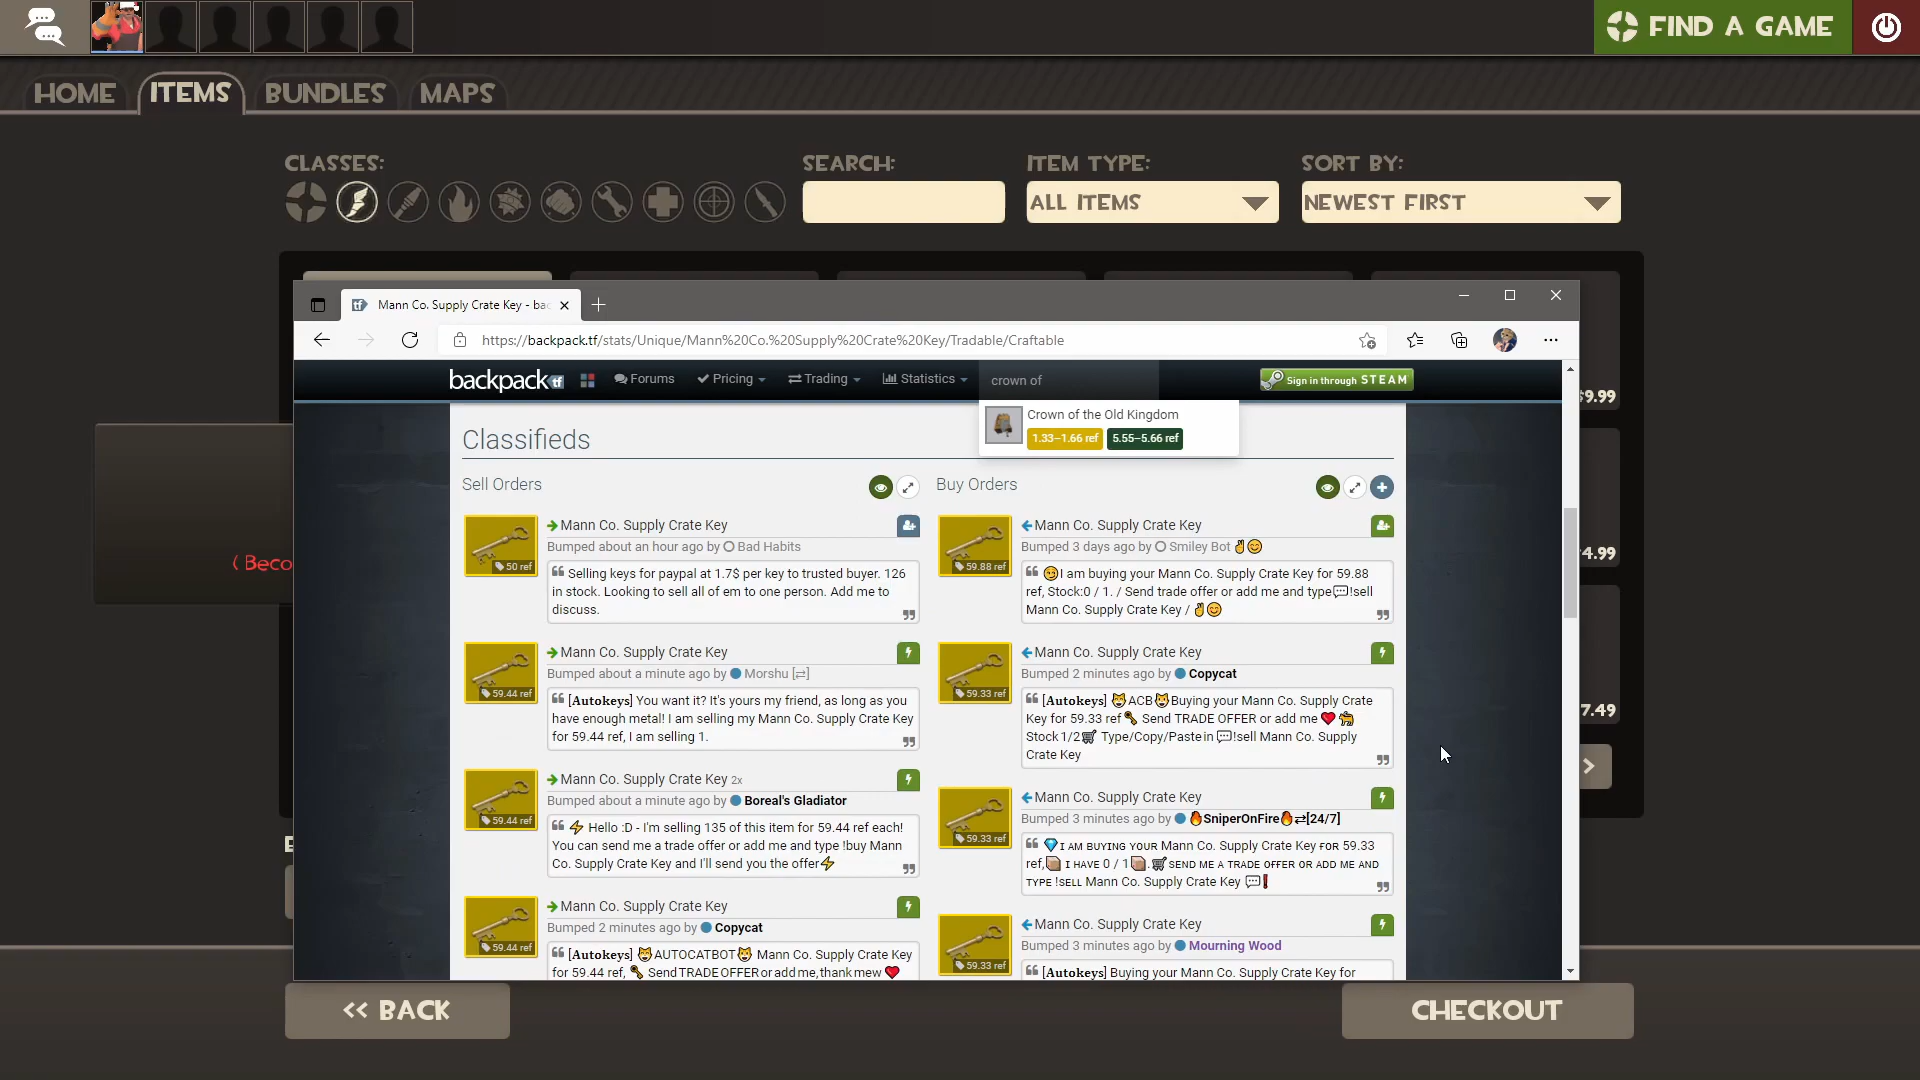 FIND A GAME
HOME
ITEMS
BUNDLES
MAPS
CLASSES:
SEARCH:
ITEM TYPE:
SORT BY:
ALL ITEMS
NEWEST FIRST
Mann Co. Supply Crate Key - bac
https://backpack.tf/stats/Unique/Mann%20Co.%20Supply%20Crate%20Key/Tradable/Craftable
backpack tf
Forums
Pricing
Trading
Statistics
crown of
Sign in through STEAM
Crown of the Old Kingdom
1.33–1.66 ref
5.55–5.66 ref
Classifieds
Sell Orders
Mann Co. Supply Crate Key
Bumped about an hour ago by Bad Habits
50 ref
Selling keys for paypal at 1.7$ per key to trusted buyer. 126
in stock. Looking to sell all of em to one person. Add me to
discuss.
Mann Co. Supply Crate Key
Bumped about a minute ago by Morshu [⇄]
59.44 ref
[Autokeys] You want it? It's yours my friend, as long as you
have enough metal! I am selling my Mann Co. Supply Crate Key
for 59.44 ref, I am selling 1.
Mann Co. Supply Crate Key 2x
Bumped about a minute ago by Boreal's Gladiator
59.44 ref
⚡ Hello :D - I'm selling 135 of this item for 59.44 ref each!
You can send me a trade offer or add me and type !buy Mann
Co. Supply Crate Key and I'll send you the offer⚡
Mann Co. Supply Crate Key
Bumped 2 minutes ago by Copycat
59.44 ref
[Autokeys] 😺AUTOCATBOT😺 Mann Co. Supply Crate Key
for 59.44 ref, 🔑 Send TRADE OFFER or add me, thank mew ❤
Buy Orders
Mann Co. Supply Crate Key
Bumped 3 days ago by Smiley Bot ✌😊
59.88 ref
😊I am buying your Mann Co. Supply Crate Key for 59.88
ref, Stock:0 / 1. / Send trade offer or add me and type💬!sell
Mann Co. Supply Crate Key / ✌😊
Mann Co. Supply Crate Key
Bumped 2 minutes ago by Copycat
59.33 ref
[Autokeys] 😺ACB😺Buying your Mann Co. Supply Crate
Key for 59.33 ref🔑 Send TRADE OFFER or add me ❤🐈
Stock 1/2🛒 Type/Copy/Paste in 💬!sell Mann Co. Supply
Crate Key
Mann Co. Supply Crate Key
Bumped 3 minutes ago by 🔥SniperOnFire🔥⇄[24/7]
59.33 ref
💎I AM BUYING YOUR Mann Co. Supply Crate Key FOR 59.33
ref,📦 I HAVE 0 / 1📦.🛒SEND ME A TRADE OFFER OR ADD ME AND
TYPE !SELL Mann Co. Supply Crate Key 💬❗
Mann Co. Supply Crate Key
Bumped 3 minutes ago by Mourning Wood
59.33 ref
[Autokeys] Buying your Mann Co. Supply Crate Key for
$9.99
4.99
7.49
( Beco
<< BACK
CHECKOUT